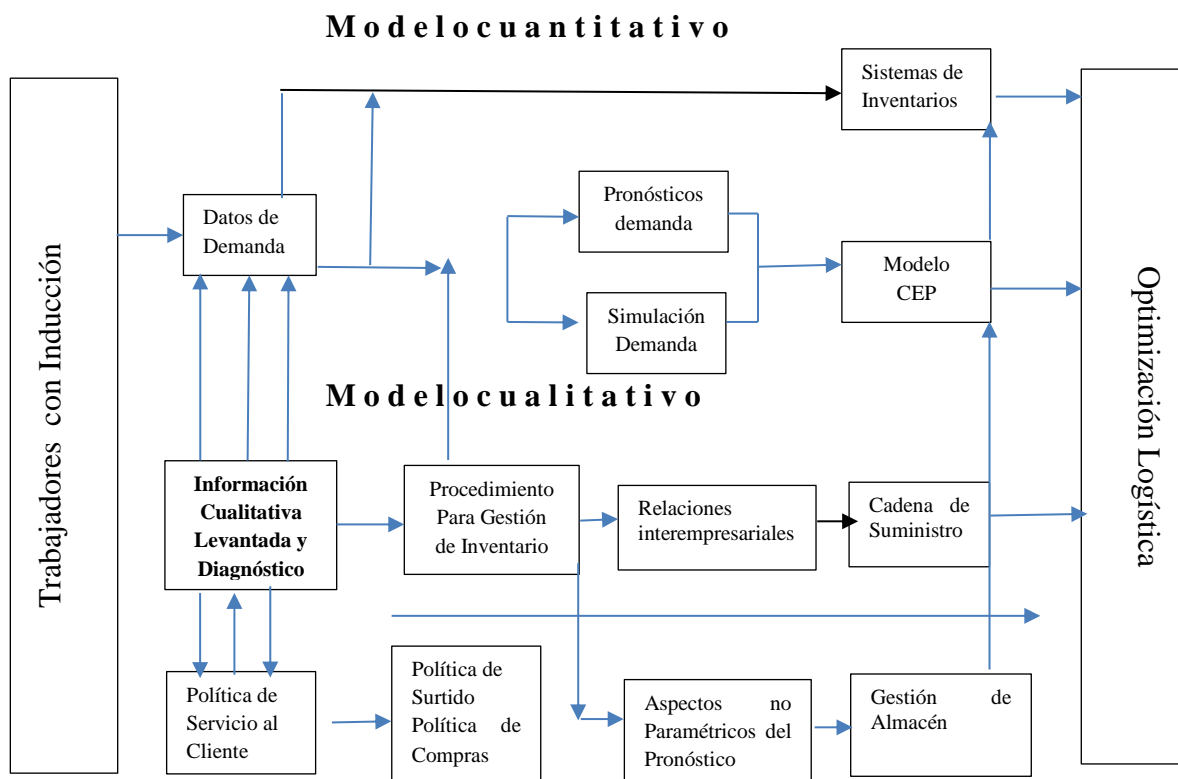 M o d e l o c u a n t i t a t i v o
Trabajadores con Inducción
Sistemas de
Inventarios
Datos de
Demanda
Pronósticos
demanda
Simulación
Demanda
Modelo
CEP
Optimización Logística
M o d e l o c u a l i t a t i v o
Información
Cualitativa
Levantada y
Diagnóstico
Procedimiento
Para Gestión
de Inventario
Relaciones
interempresariales
Cadena de
Suministro
Política de
Servicio al
Cliente
Política de
Surtido
Política de
Compras
Aspectos no
Paramétricos del
Pronóstico
Gestión de
Almacén